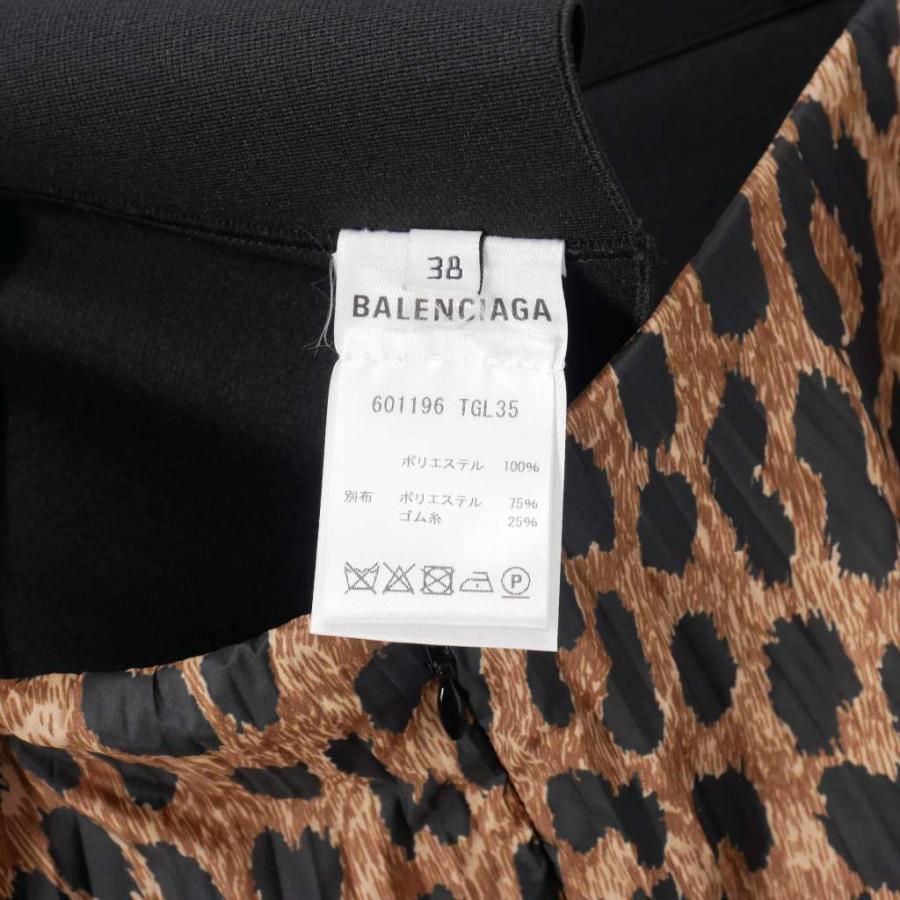 38
BALENCIAGA
601196 TGL35
ポリエステル 100%
別布 ポリエステル 75%
ゴム糸 25%
P